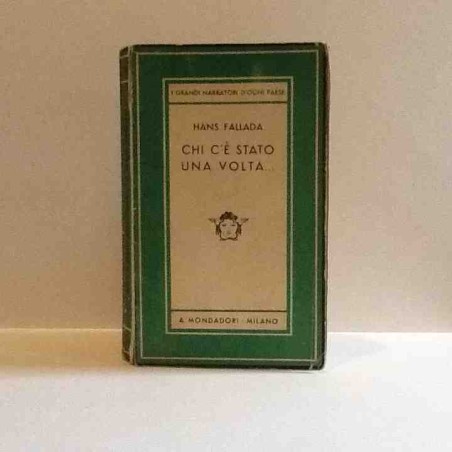 I GRANDI NARRATORI D'OGNI PAESE
HANS FALLADA
CHI C'È STATO
UNA VOLTA...
A. MONDADORI - MILANO